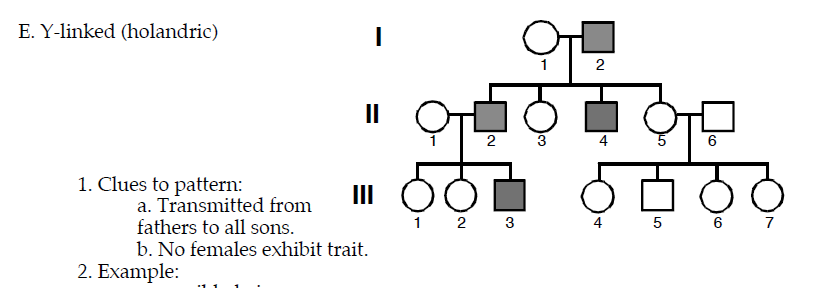 E. Y-linked (holandric)
I
1 2
II
1 2 3 4 5 6
1. Clues to pattern:
a. Transmitted from
fathers to all sons.
b. No females exhibit trait.
2. Example:
III
1 2 3 4 5 6 7